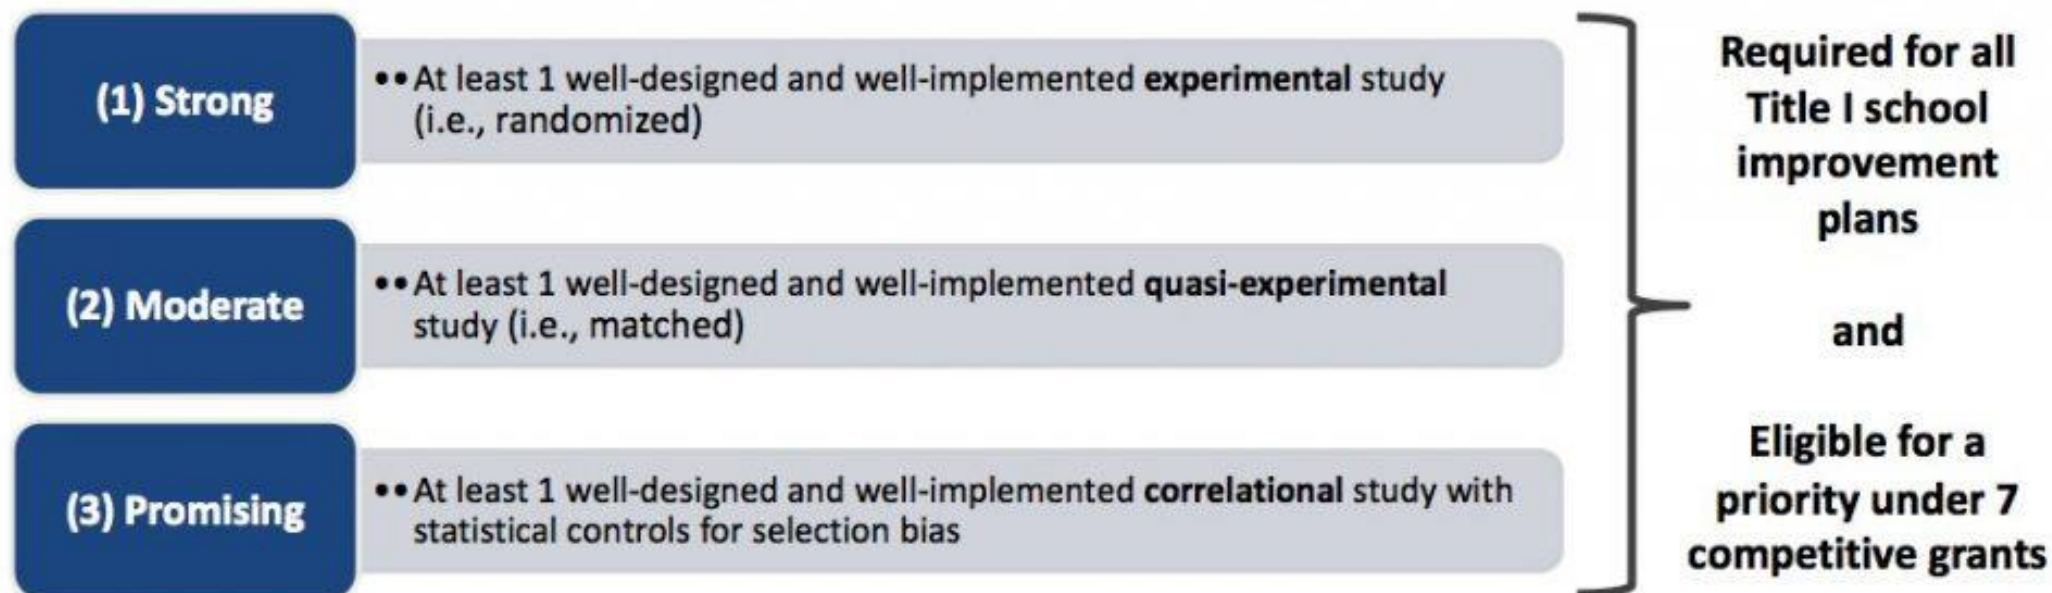 (1) Strong
••At least 1 well-designed and well-implemented experimental study
(i.e., randomized)
(2) Moderate
••At least 1 well-designed and well-implemented quasi-experimental
study (i.e., matched)
(3) Promising
••At least 1 well-designed and well-implemented correlational study with
statistical controls for selection bias
Required for all
Title I school
improvement
plans
and
Eligible for a
priority under 7
competitive grants